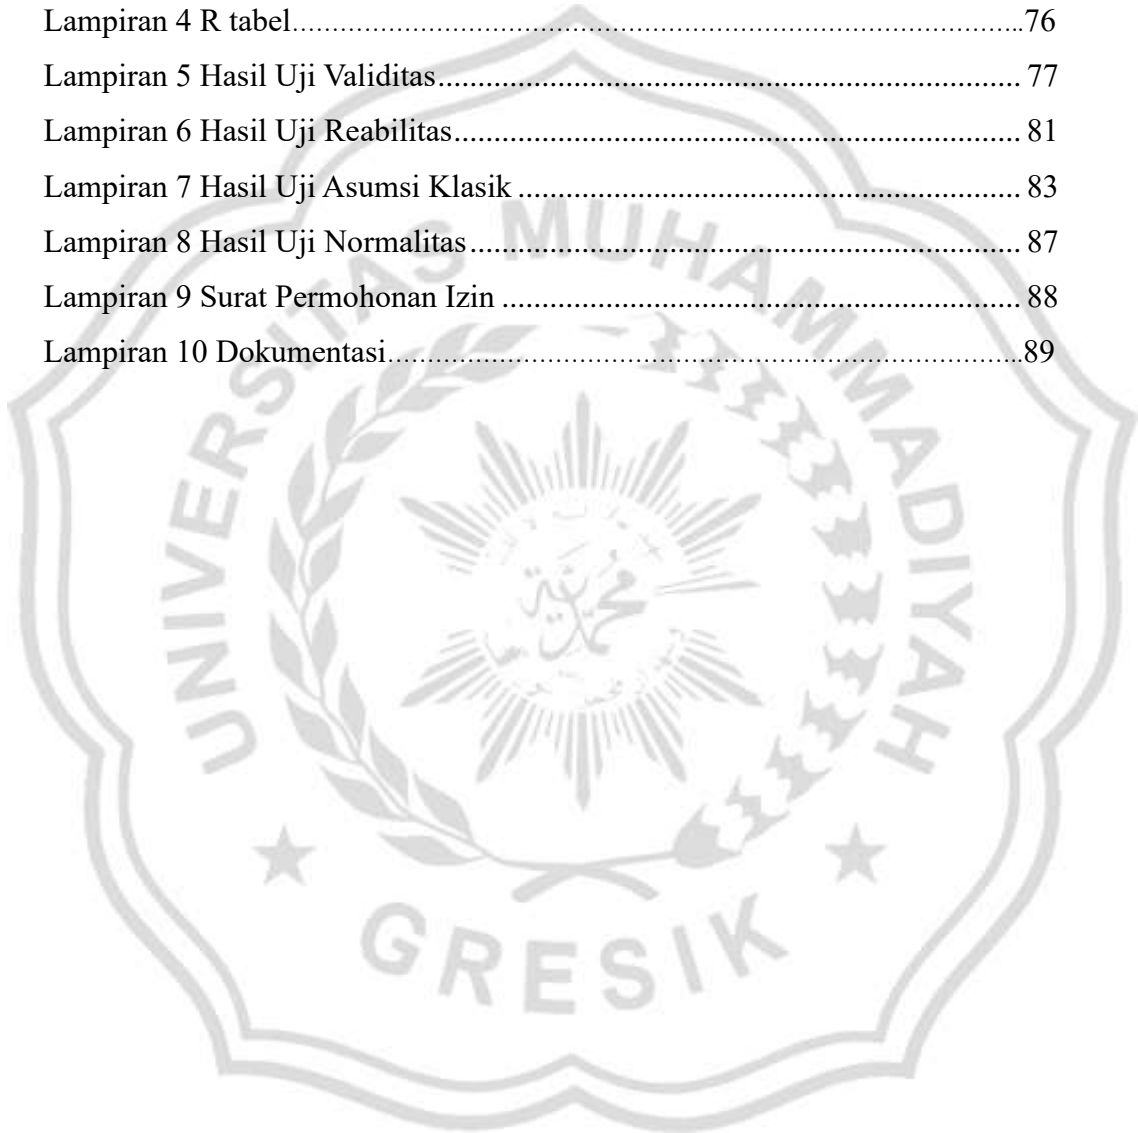 Lampiran 4 R tabel........................................................................................76
Lampiran 5 Hasil Uji Validitas........................................................................ 77
Lampiran 6 Hasil Uji Reabilitas...................................................................... 81
Lampiran 7 Hasil Uji Asumsi Klasik .............................................................. 83
Lampiran 8 Hasil Uji Normalitas.................................................................... 87
Lampiran 9 Surat Permohonan Izin ................................................................ 88
Lampiran 10 Dokumentasi..............................................................................89
UNIVERSITAS MUHAMMADIYAH
محمد
GRESIK